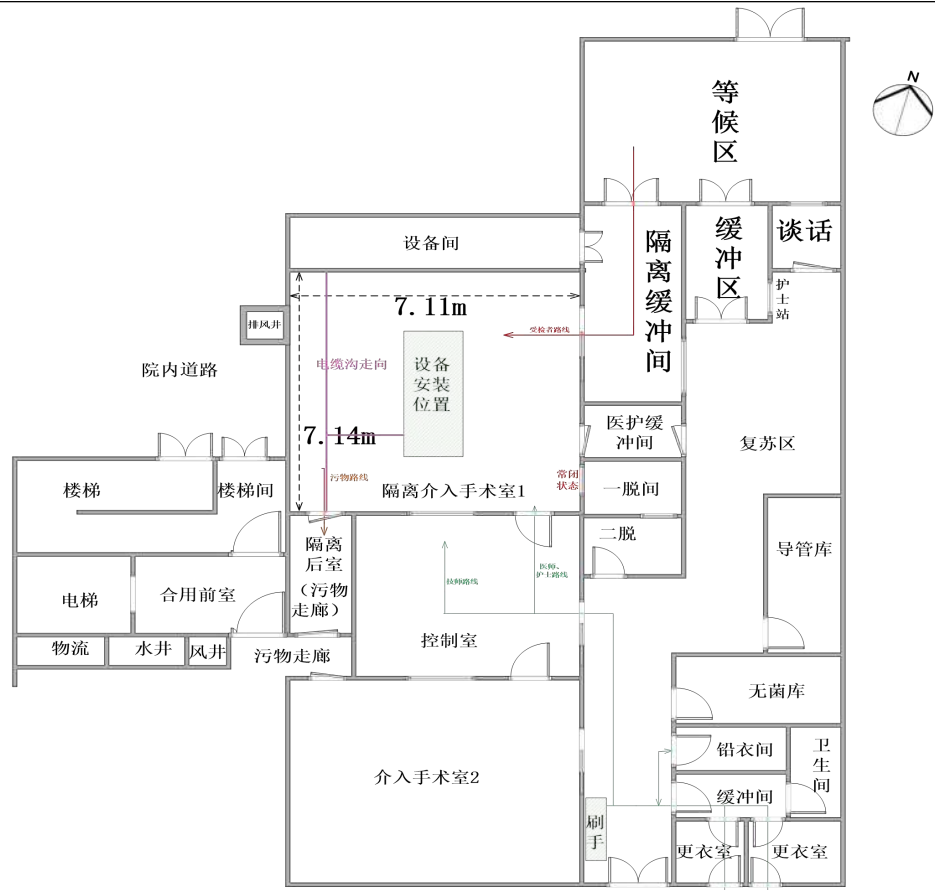 N
等
候
区
设备间
隔
离
缓
冲
间
缓
冲
区
谈话
护
士
站
7.11m
排风井
受检者路线
院内道路
电缆沟走向
设备
安装
位置
7.14m
医护缓
冲间
复苏区
楼梯
楼梯间
污物路线
常闭
状态
隔离介入手术室1
一脱间
二脱
隔离
后室
(污物
走廊)
导管库
技师路线
医师、
护士路线
电梯
合用前室
控制室
物流
水井
风井
污物走廊
无菌库
铅衣间
卫
生
间
介入手术室2
缓冲间
刷
手
更衣室
更衣室